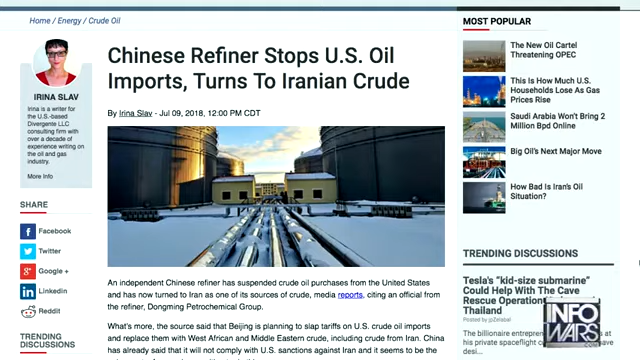 Home / Energy / Crude Oil
Chinese Refiner Stops U.S. Oil
Imports, Turns To Iranian Crude
By Irina Slav - Jul 09, 2018, 12:00 PM CDT
IRINA SLAV
Irina is a writer for
the U.S.-based
Divergente LLC
consulting firm with
over a decade of
experience writing on
the oil and gas
industry.
More Info
SHARE
Facebook
Twitter
Google +
Linkedin
Reddit
TRENDING
DISCUSSIONS
An independent Chinese refiner has suspended crude oil purchases from the United States
and has now turned to Iran as one of its sources of crude, media reports, citing an official from
the refiner, Dongming Petrochemical Group.
What's more, the source said that Beijing is planning to slap tariffs on U.S. crude oil imports
and replace them with West African and Middle Eastern crude, including crude from Iran. China
has already said that it will not comply with U.S. sanctions against Iran and it seems to be the
MOST POPULAR
The New Oil Cartel
Threatening OPEC
This Is How Much U.S.
Households Lose As Gas
Prices Rise
Saudi Arabia Won't Bring 2
Million Bpd Online
Big Oil's Next Major Move
How Bad Is Iran's Oil
Situation?
TRENDING DISCUSSIONS
Tesla's "kid-size submarine"
Could Help With The Cave
Rescue Operation
Thailand
Posted by
The billionaire entrepreneur
his private spaceflight
desi...
INFO
WARS